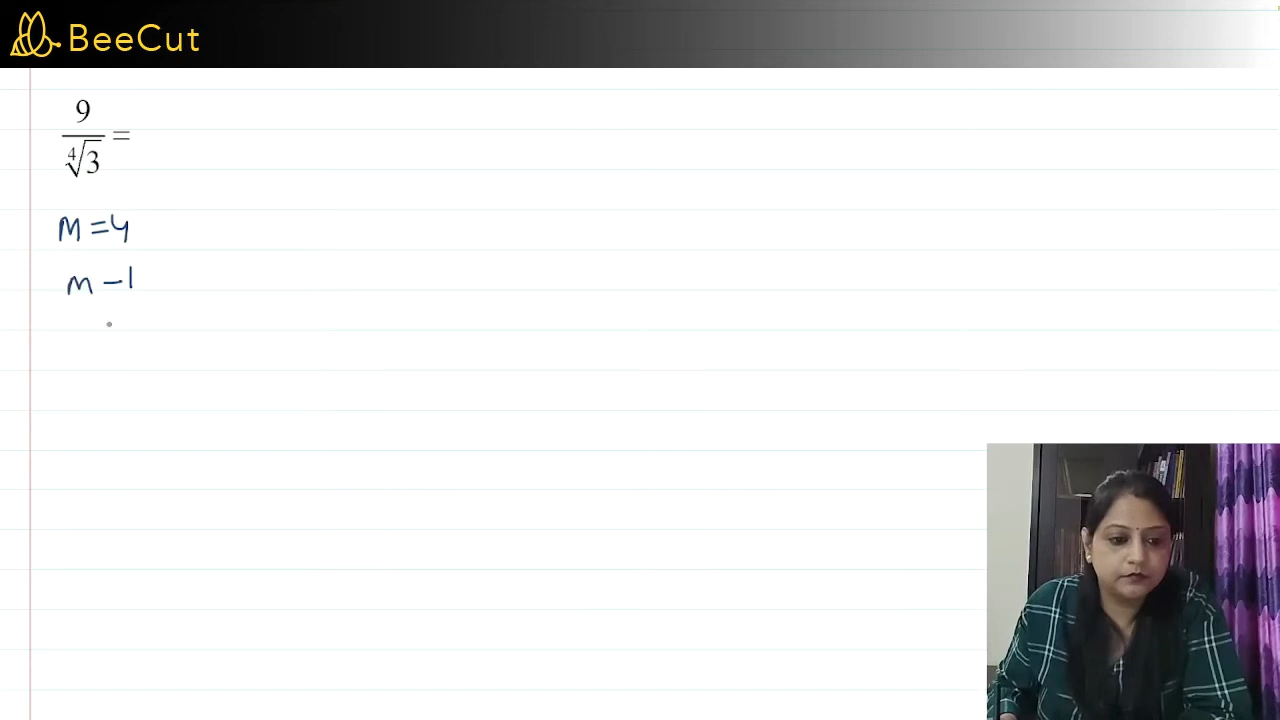 BeeCut
9
∜3 =
m = 4
m - 1